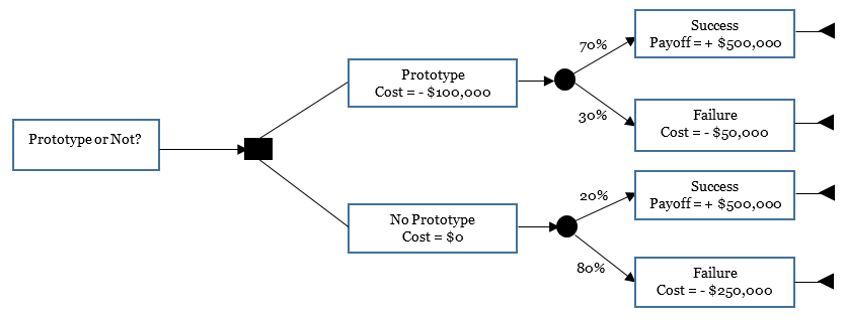 Prototype or Not?
Prototype
Cost = - $100,000
70%
30%
Success
Payoff = + $500,000
Failure
Cost = - $50,000
No Prototype
Cost = $0
20%
80%
Success
Payoff = + $500,000
Failure
Cost = - $250,000